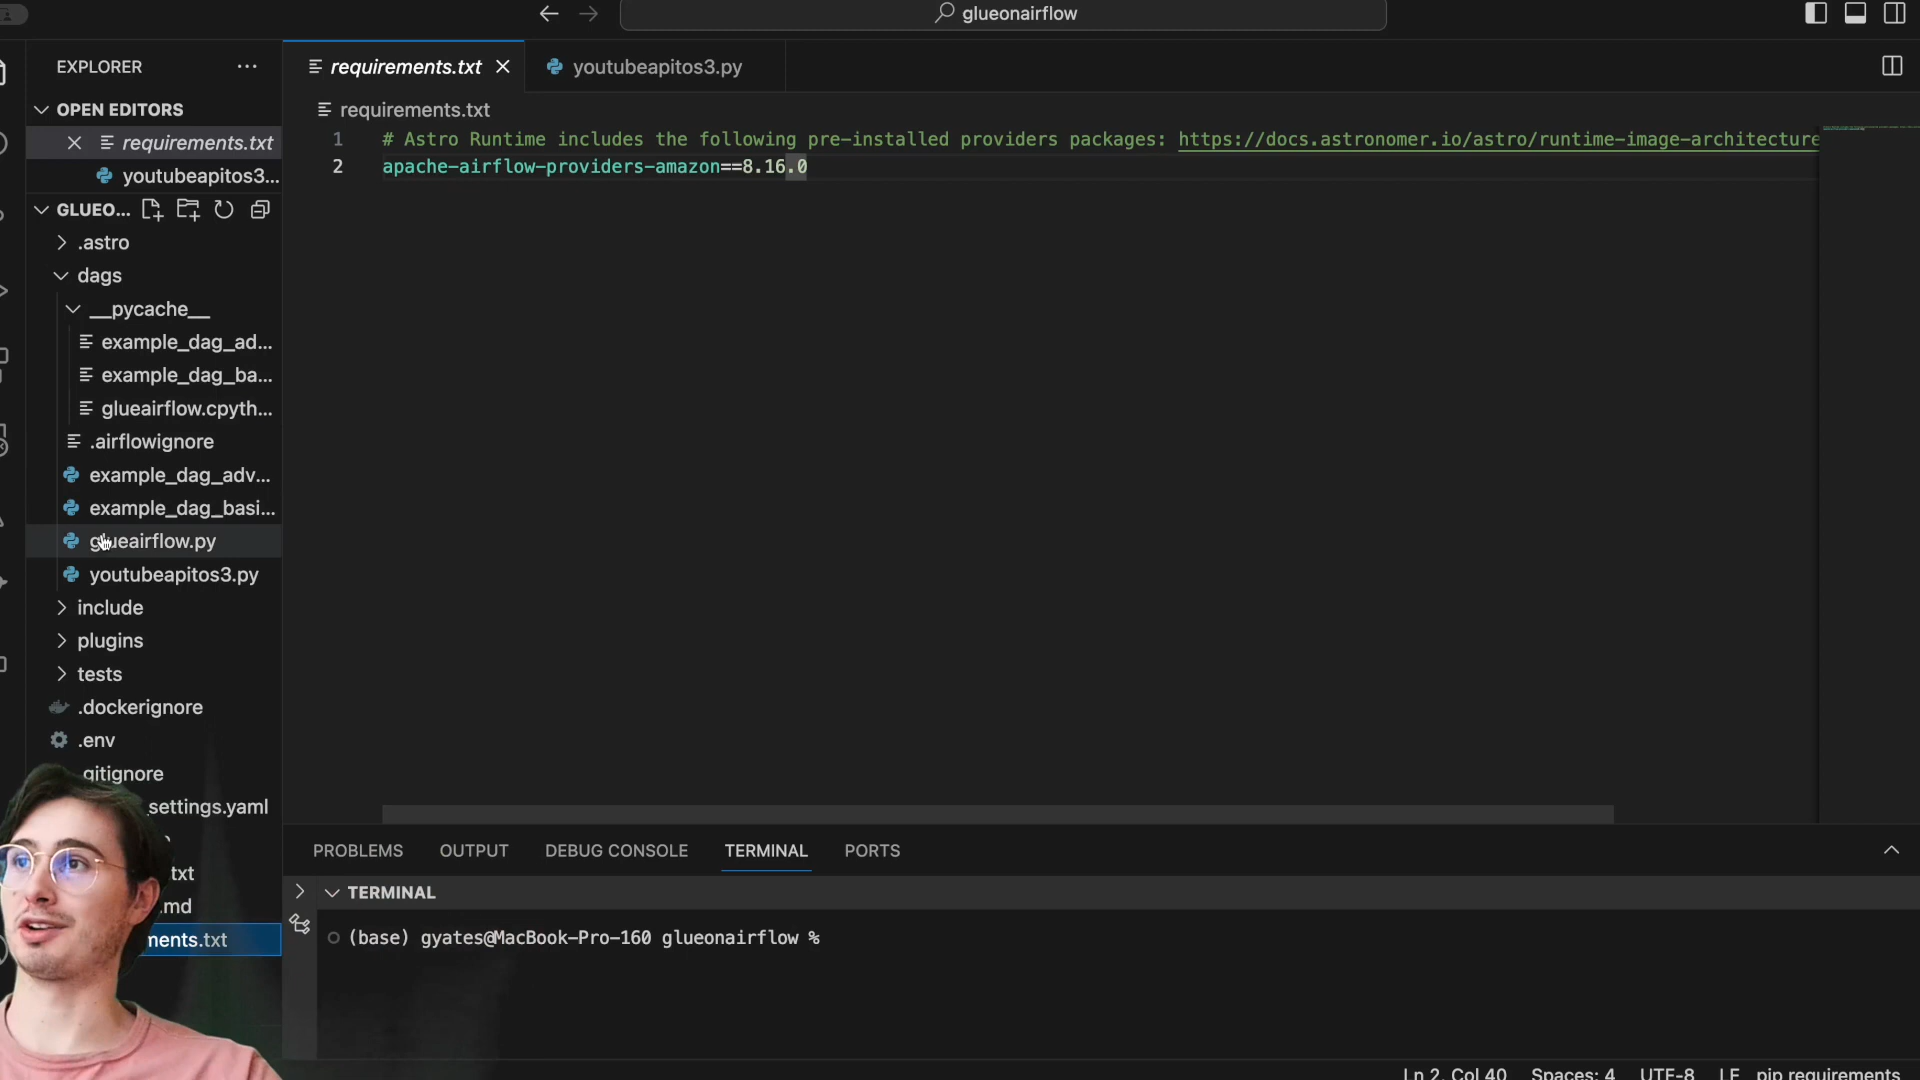 glueonairflow
EXPLORER
requirements.txt
youtubeapitos3.py
OPEN EDITORS
requirements.txt
youtubeapitos3...
GLUEO...
.astro
dags
__pycache__
example_dag_ad...
example_dag_ba...
glueairflow.cpyth...
.airflowignore
example_dag_adv...
example_dag_basi...
glueairflow.py
youtubeapitos3.py
include
plugins
tests
.dockerignore
.env
.gitignore
_settings.yaml
txt
.md
ments.txt
requirements.txt
1 # Astro Runtime includes the following pre-installed providers packages: https://docs.astronomer.io/astro/runtime-image-architecture
2 apache-airflow-providers-amazon==8.16.0
PROBLEMS OUTPUT DEBUG CONSOLE TERMINAL PORTS
TERMINAL
(base) gyates@MacBook-Pro-160 glueonairflow %
Ln 2, Col 40 Spaces: 4 UTF-8 LF pip requirements